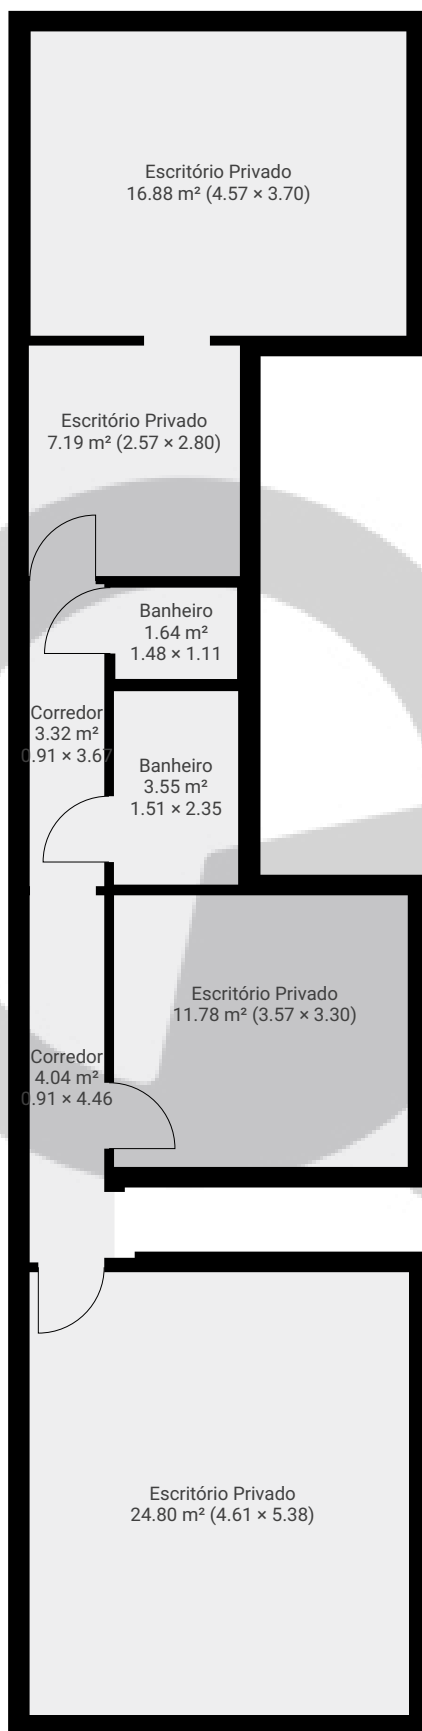 Escritório Privado
16.88 m² (4.57 × 3.70)
Escritório Privado
7.19 m² (2.57 × 2.80)
Banheiro
1.64 m²
1.48 × 1.11
Corredor
3.32 m²
0.91 × 3.67
Banheiro
3.55 m²
1.51 × 2.35
Escritório Privado
11.78 m² (3.57 × 3.30)
Corredor
4.04 m²
0.91 × 4.46
Escritório Privado
24.80 m² (4.61 × 5.38)